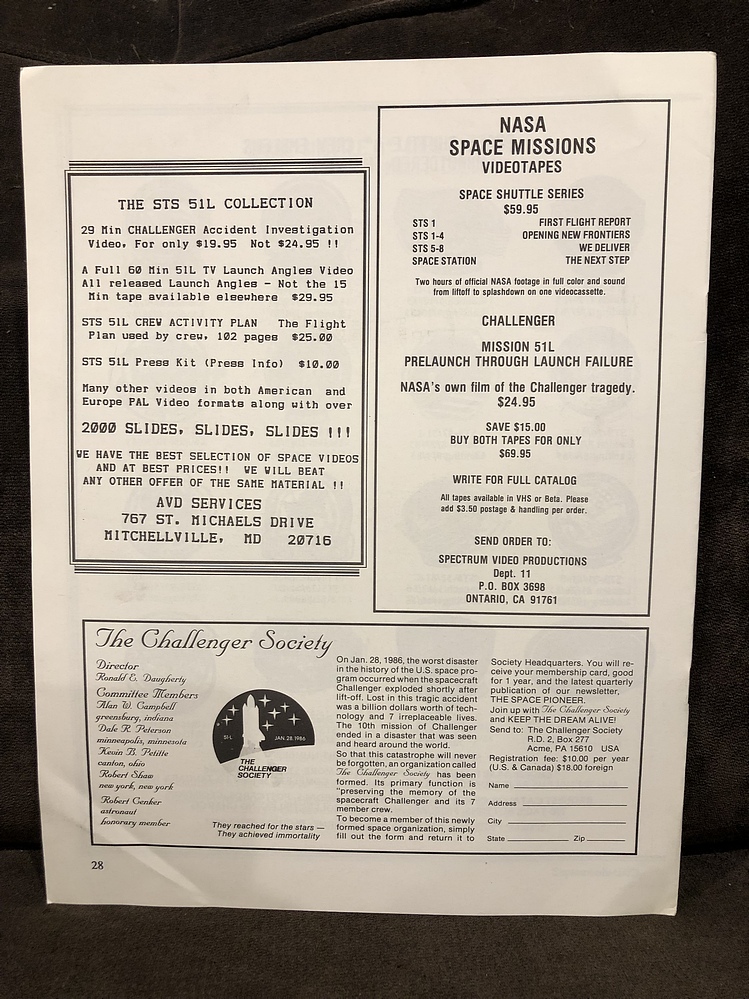 THE STS 51L COLLECTION
29 Min CHALLENGER Accident Investigation
Video, For only $19.95 Not $24.95 !!
A Full 60 Min 51L TV Launch Angles Video
All released Launch Angles - Not the 15
Min tape available elsewhere $29.95
STS 51L CREW ACTIVITY PLAN The Flight
Plan used by crew, 102 pages $25.00
STS 51L Press Kit (Press Info) $10.00
Many other videos in both American and
Europe PAL Video formats along with over
2000 SLIDES, SLIDES, SLIDES !!!
WE HAVE THE BEST SELECTION OF SPACE VIDEOS
AND AT BEST PRICES!! WE WILL BEAT
ANY OTHER OFFER OF THE SAME MATERIAL !!
AVD SERVICES
767 ST. MICHAELS DRIVE
MITCHELLVILLE, MD 20716
NASA
SPACE MISSIONS
VIDEOTAPES
SPACE SHUTTLE SERIES
$59.95
STS 1 FIRST FLIGHT REPORT
STS 1-4 OPENING NEW FRONTIERS
STS 5-8 WE DELIVER
SPACE STATION THE NEXT STEP
Two hours of official NASA footage in full color and sound
from liftoff to splashdown on one videocassette.
CHALLENGER
MISSION 51L
PRELAUNCH THROUGH LAUNCH FAILURE
NASA's own film of the Challenger tragedy.
$24.95
SAVE $15.00
BUY BOTH TAPES FOR ONLY
$69.95
WRITE FOR FULL CATALOG
All tapes available in VHS or Beta. Please
add $3.50 postage & handling per order.
SEND ORDER TO:
SPECTRUM VIDEO PRODUCTIONS
Dept. 11
P.O. BOX 3698
ONTARIO, CA 91761
The Challenger Society
Director
Ronald E. Daugherty
Committee Members
Alan W. Campbell
greensburg, indiana
Dale R. Peterson
minneapolis, minnesota
Kevin B. Petitte
canton, ohio
Robert Shaw
new york, new york
Robert Cenker
astronaut
honorary member
51-L JAN.28.1986
THE
CHALLENGER
SOCIETY
They reached for the stars —
They achieved immortality
On Jan. 28, 1986, the worst disaster
in the history of the U.S. space pro-
gram occurred when the spacecraft
Challenger exploded shortly after
lift-off. Lost in this tragic accident
was a billion dollars worth of tech-
nology and 7 irreplaceable lives.
The 10th mission of Challenger
ended in a disaster that was seen
and heard around the world.
So that this catastrophe will never
be forgotten, an organization called
The Challenger Society has been
formed. Its primary function is
"preserving the memory of the
spacecraft Challenger and its 7
member crew.
To become a member of this newly
formed space organization, simply
fill out the form and return it to
Society Headquarters. You will re-
ceive your membership card, good
for 1 year, and the latest quarterly
publication of our newsletter,
THE SPACE PIONEER.
Join up with The Challenger Society
and KEEP THE DREAM ALIVE!
Send to: The Challenger Society
R.D. 2, Box 277
Acme, PA 15610 USA
Registration fee: $10.00 per year
(U.S. & Canada) $18.00 foreign
Name
Address
City
State Zip
28